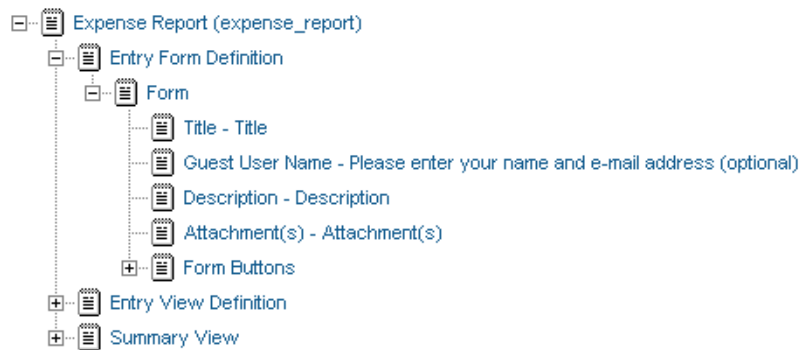 Expense Report (expense_report)
Entry Form Definition
Form
Title - Title
Guest User Name - Please enter your name and e-mail address (optional)
Description - Description
Attachment(s) - Attachment(s)
Form Buttons
Entry View Definition
Summary View